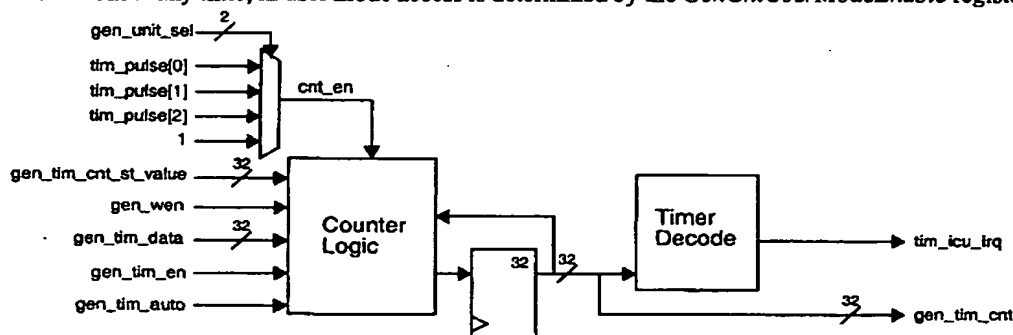 gen_unit_sel
2
tim_pulse[0]
tim_pulse[1]
cnt_en
tim_pulse[2]
1
gen_tim_cnt_st_value
32
gen_wen
gen_tim_data
32
gen_tim_en
gen_tim_auto
Counter
Logic
32
32
Timer
Decode
tim_icu_irq
32
gen_tim_cnt